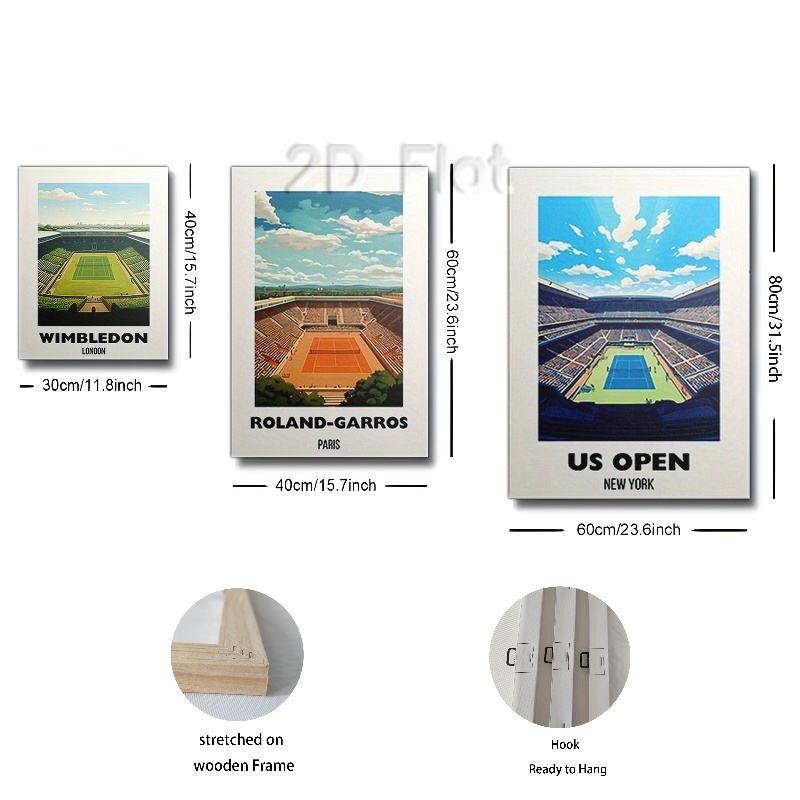 2D Flat
WIMBLEDON
LONDON
40cm/15.7inch
30cm/11.8inch
ROLAND-GARROS
PARIS
60cm/23.6inch
40cm/15.7inch
US OPEN
NEW YORK
80cm/31.5inch
60cm/23.6inch
stretched on
wooden Frame
Hook
Ready to Hang